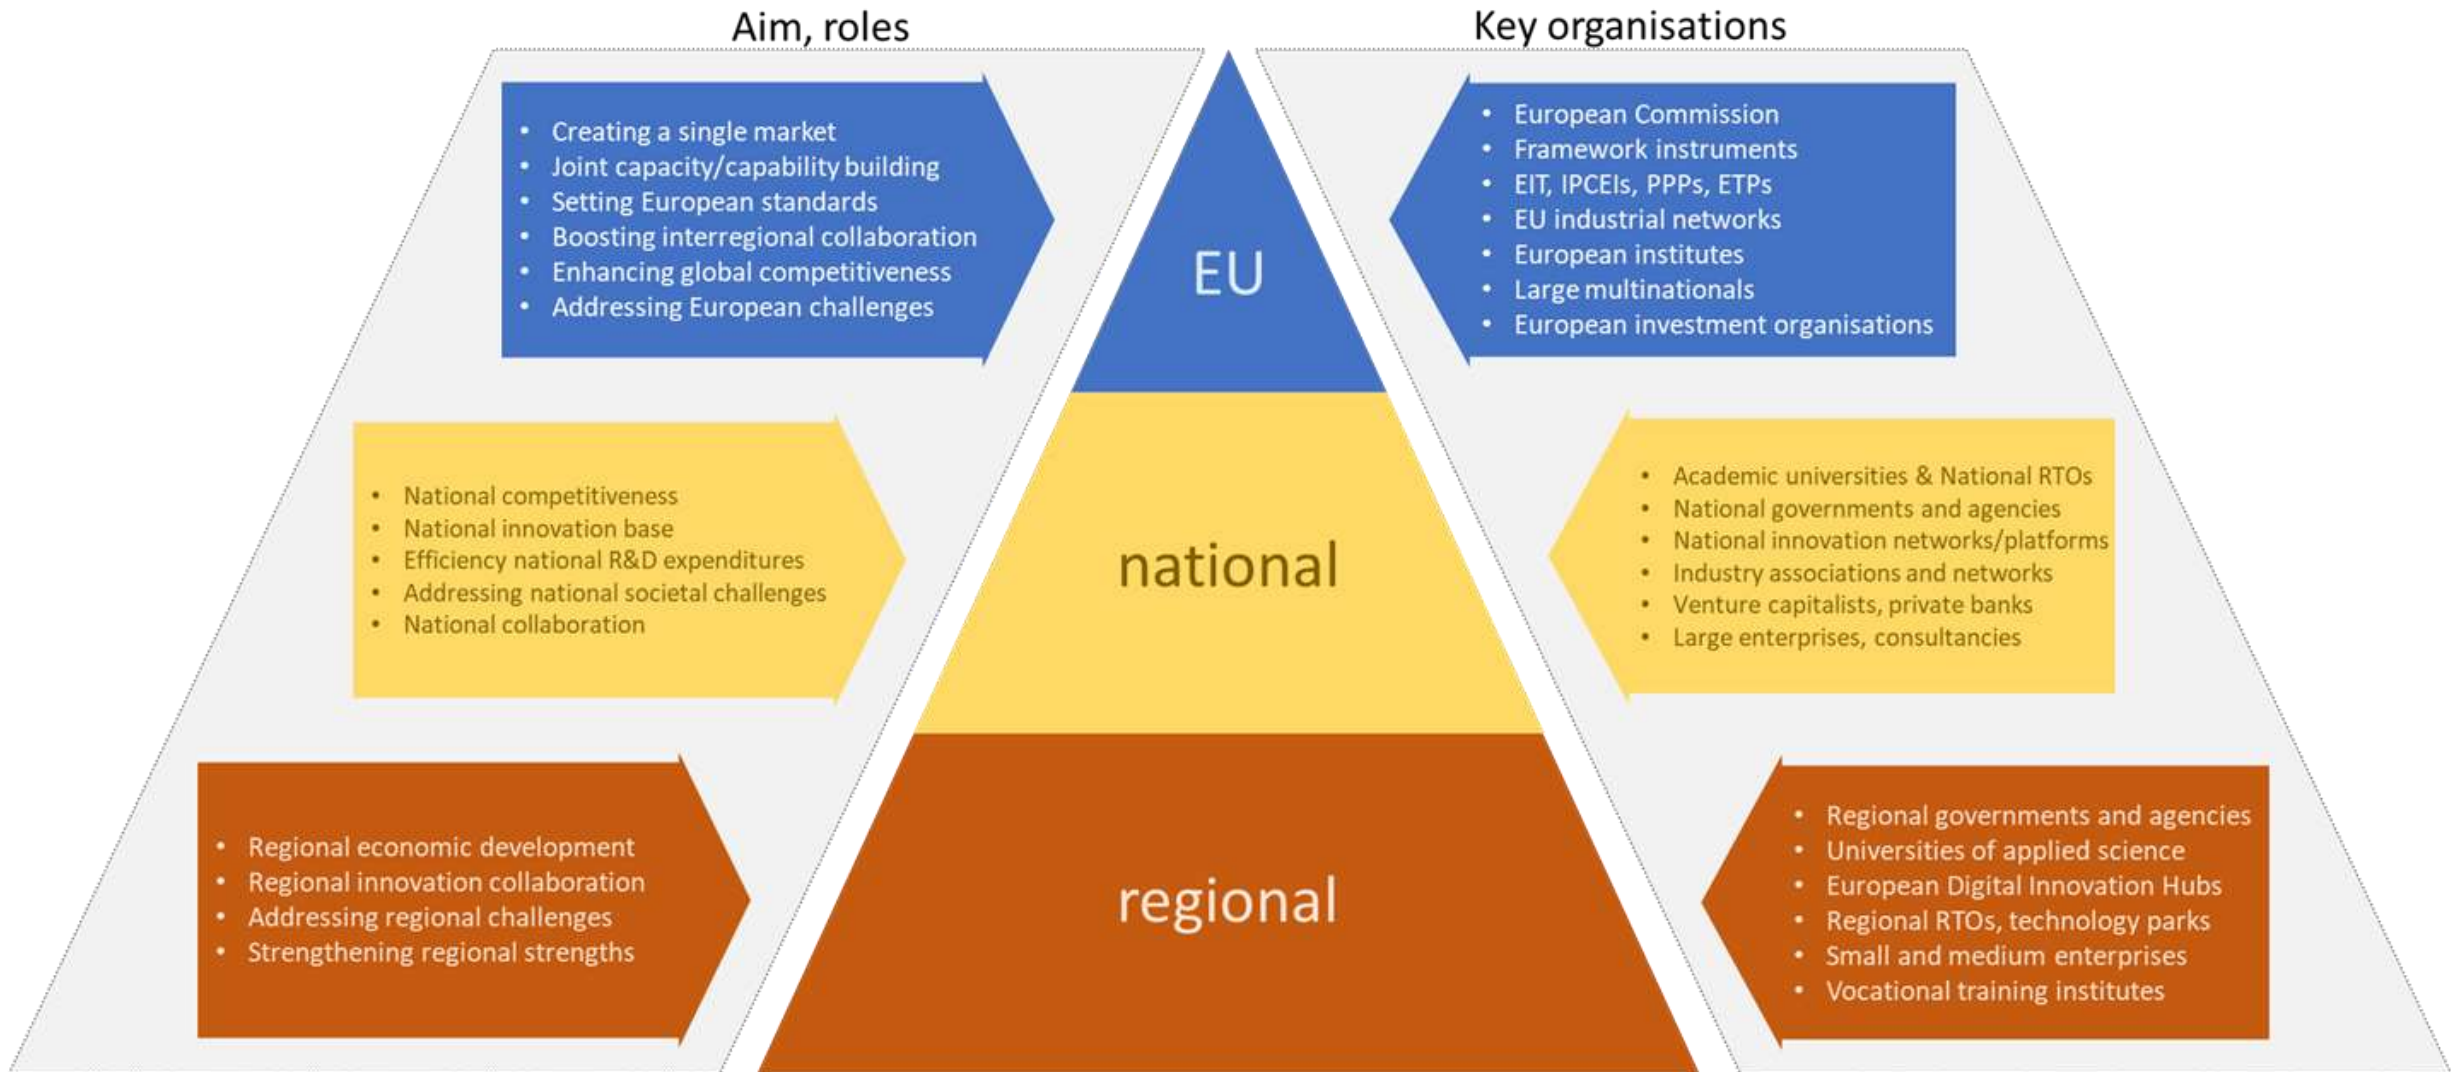 Aim, roles
Key organisations
• Creating a single market
• Joint capacity/capability building
• Setting European standards
• Boosting interregional collaboration
• Enhancing global competitiveness
• Addressing European challenges
EU
• European Commission
• Framework instruments
• EIT, IPCEIs, PPPs, ETPs
• EU industrial networks
• European institutes
• Large multinationals
• European investment organisations
• National competitiveness
• National innovation base
• Efficiency national R&D expenditures
• Addressing national societal challenges
• National collaboration
national
• Academic universities & National RTOs
• National governments and agencies
• National innovation networks/platforms
• Industry associations and networks
• Venture capitalists, private banks
• Large enterprises, consultancies
• Regional economic development
• Regional innovation collaboration
• Addressing regional challenges
• Strengthening regional strengths
regional
• Regional governments and agencies
• Universities of applied science
• European Digital Innovation Hubs
• Regional RTOs, technology parks
• Small and medium enterprises
• Vocational training institutes